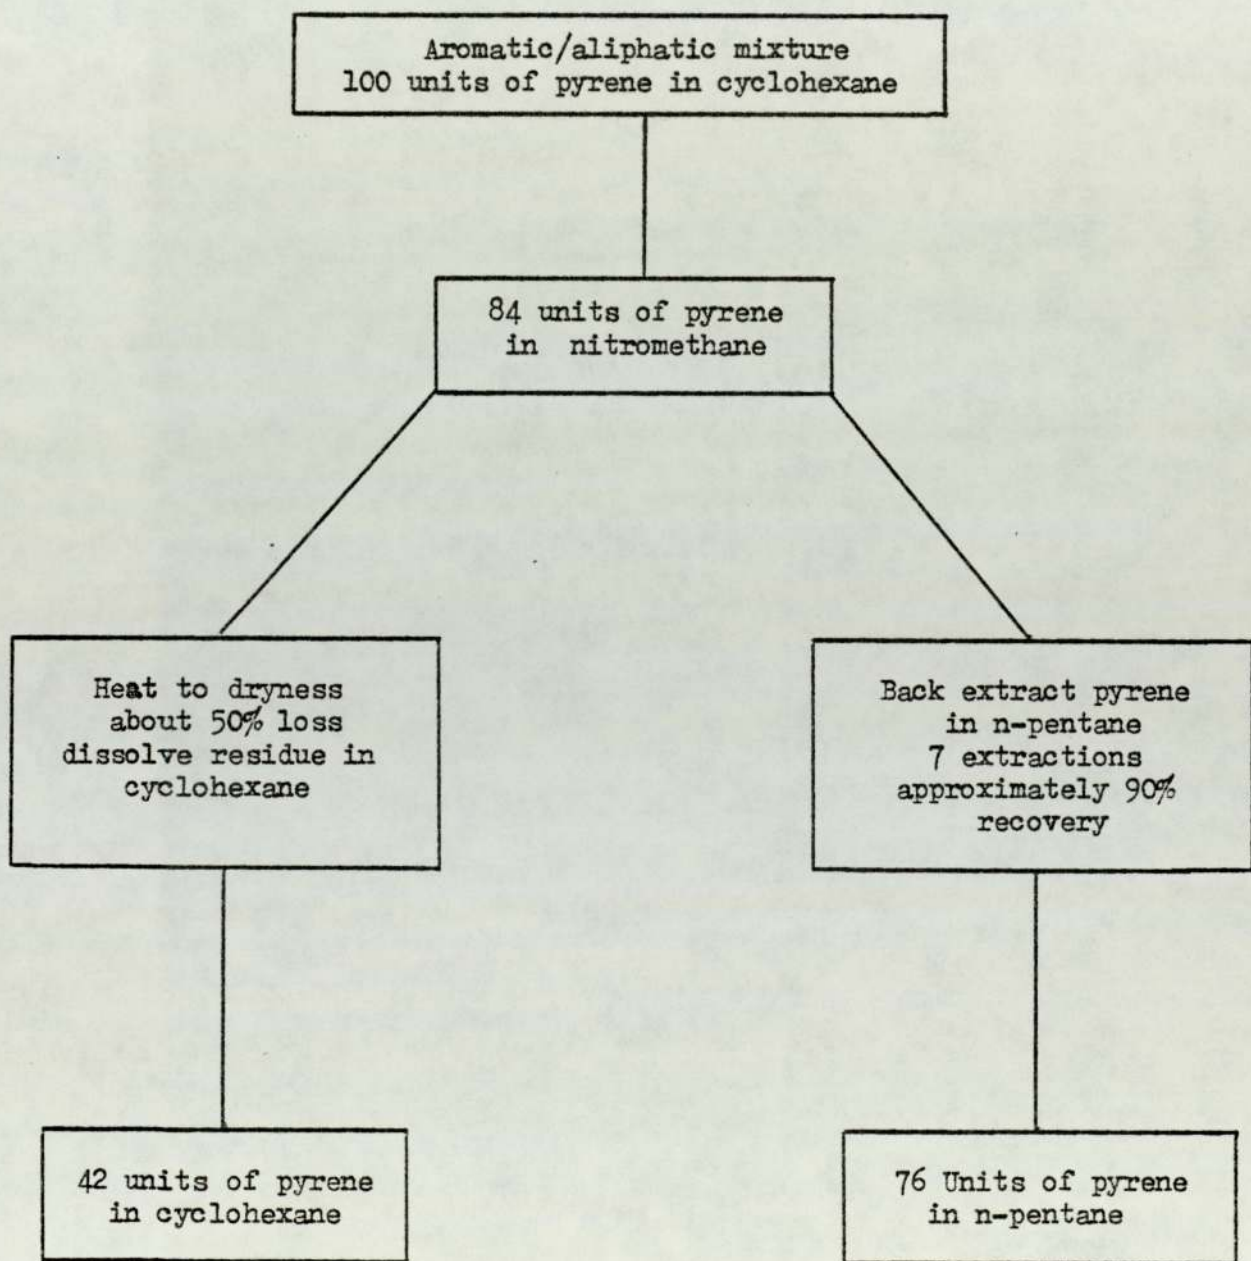 Aromatic/aliphatic mixture
100 units of pyrene in cyclohexane
84 units of pyrene
in nitromethane
Heat to dryness
about 50% loss
dissolve residue in
cyclohexane
Back extract pyrene
in n-pentane
7 extractions
approximately 90%
recovery
42 units of pyrene
in cyclohexane
76 Units of pyrene
in n-pentane